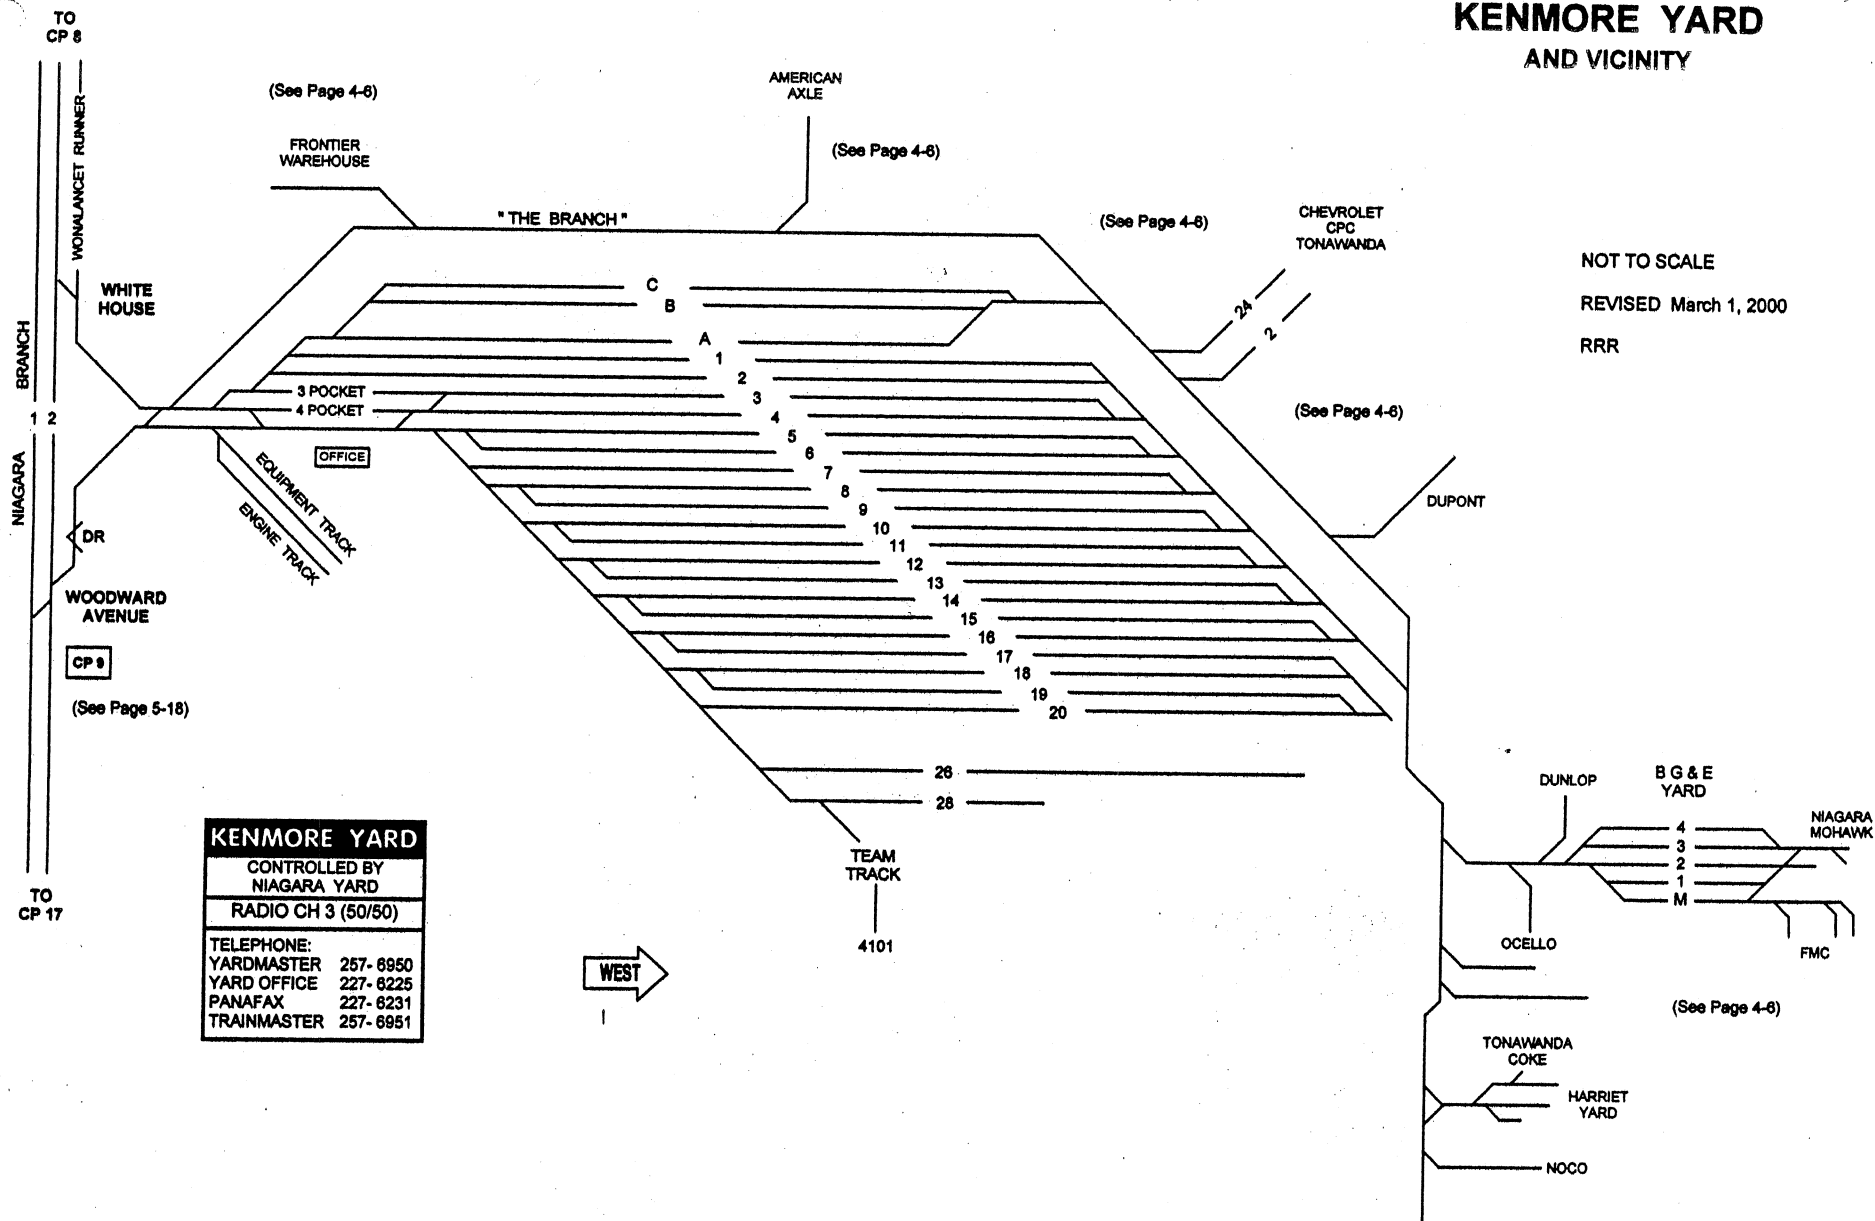 KENMORE YARD
AND VICINITY
TO
CP 8
WONALANCET RUNNER
(See Page 4-6)
FRONTIER
WAREHOUSE
AMERICAN
AXLE
(See Page 4-6)
" THE BRANCH "
(See Page 4-6)
CHEVROLET
CPC
TONAWANDA
24
2
NOT TO SCALE
REVISED March 1, 2000
RRR
WHITE
HOUSE
NIAGARA BRANCH
1 2
C
B
A
1
2
3
4
5
6
7
8
9
10
11
12
13
14
15
16
17
18
19
20
26
28
3 POCKET
4 POCKET
OFFICE
EQUIPMENT TRACK
ENGINE TRACK
(See Page 4-6)
DUPONT
DR
WOODWARD
AVENUE
CP 9
(See Page 5-18)
TO
CP 17
KENMORE YARD
CONTROLLED BY
NIAGARA YARD
RADIO CH 3 (50/50)
TELEPHONE:
YARDMASTER 257- 6950
YARD OFFICE 227- 6225
PANAFAX 227- 6231
TRAINMASTER 257- 6951
TEAM
TRACK
4101
WEST
DUNLOP
B G & E
YARD
NIAGARA
MOHAWK
4
3
2
1
M
OCELLO
FMC
(See Page 4-6)
TONAWANDA
COKE
HARRIET
YARD
NOCO